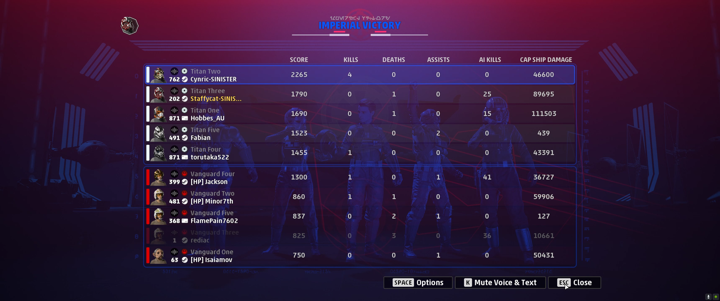 IMPERIAL VICTORY
SCORE KILLS DEATHS ASSISTS AI KILLS CAP SHIP DAMAGE
Titan Two
762 Cynric-SINISTER 2265 4 0 0 0 46600
Titan Three
202 Staffycat-SINIS... 1790 0 1 0 25 89695
Titan One
871 Hobbes_AU 1690 0 1 0 15 111503
Titan Five
491 Fabian 1523 0 0 2 0 439
Titan Four
871 torutaka522 1455 1 0 0 0 43391
Vanguard Four
399 [HP] Jackson 1300 1 0 1 41 36727
Vanguard Two
481 [HP] Minor7th 860 1 1 0 0 59906
Vanguard Five
368 FlamePain7602 837 0 2 1 0 127
Vanguard Three
1 rediac 825 0 3 0 36 10661
Vanguard One
63 [HP] Isaiamov 750 0 0 1 0 50431
SPACE Options K Mute Voice & Text ESC Close